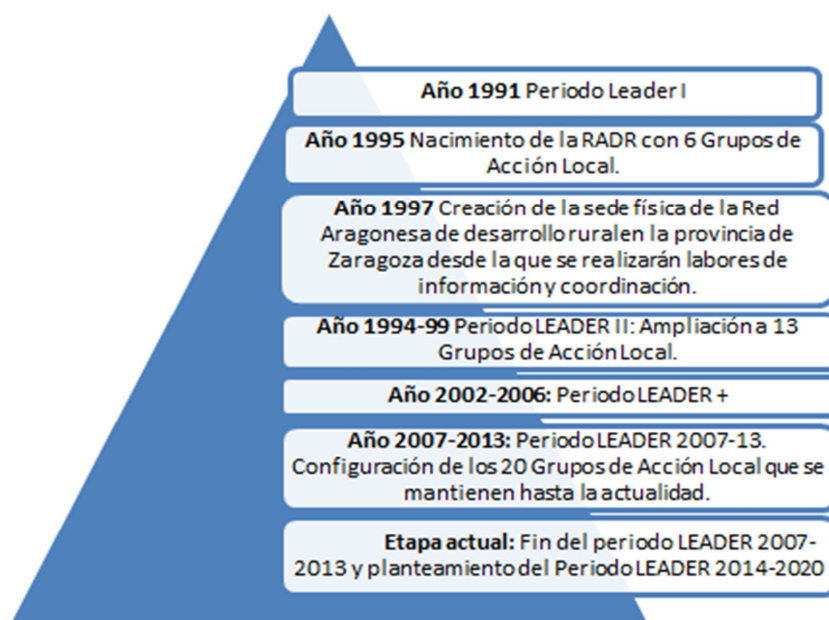 Año 1991 Periodo Leader I
Año 1995 Nacimiento de la RADR con 6 Grupos de
Acción Local.
Año 1997 Creación de la sede física de la Red
Aragonesa de desarrollo rural en la provincia de
Zaragoza desde la que se realizarán labores de
información y coordinación.
Año 1994-99 Periodo LEADER II: Ampliación a 13
Grupos de Acción Local.
Año 2002-2006: Periodo LEADER +
Año 2007-2013: Periodo LEADER 2007-13.
Configuración de los 20 Grupos de Acción Local que se
mantienen hasta la actualidad.
Etapa actual: Fin del periodo LEADER 2007-
2013 y planteamiento del Periodo LEADER 2014-2020